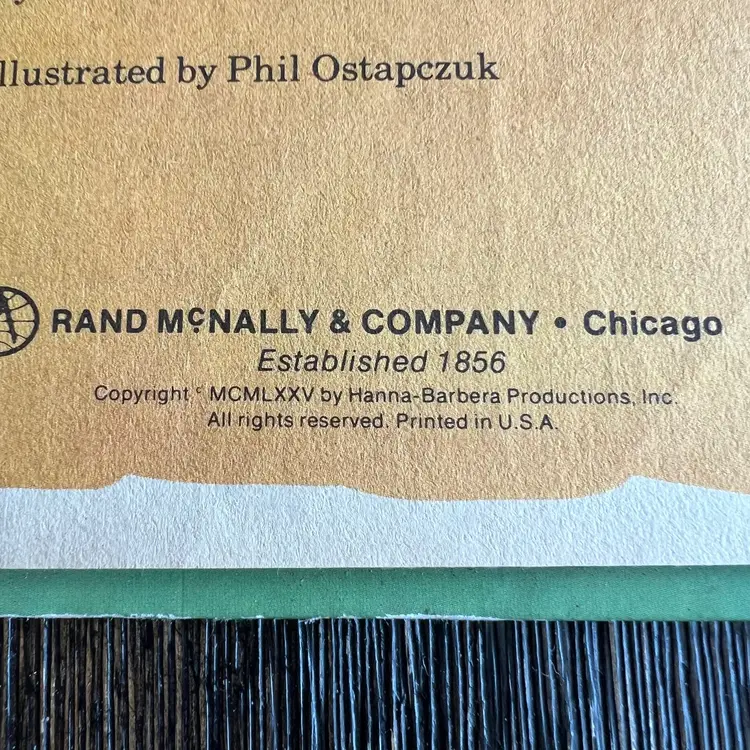 llustrated by Phil Ostapczuk
RAND McNALLY & COMPANY • Chicago
Established 1856
Copyright © MCMLXXV by Hanna-Barbera Productions, Inc.
All rights reserved. Printed in U.S.A.